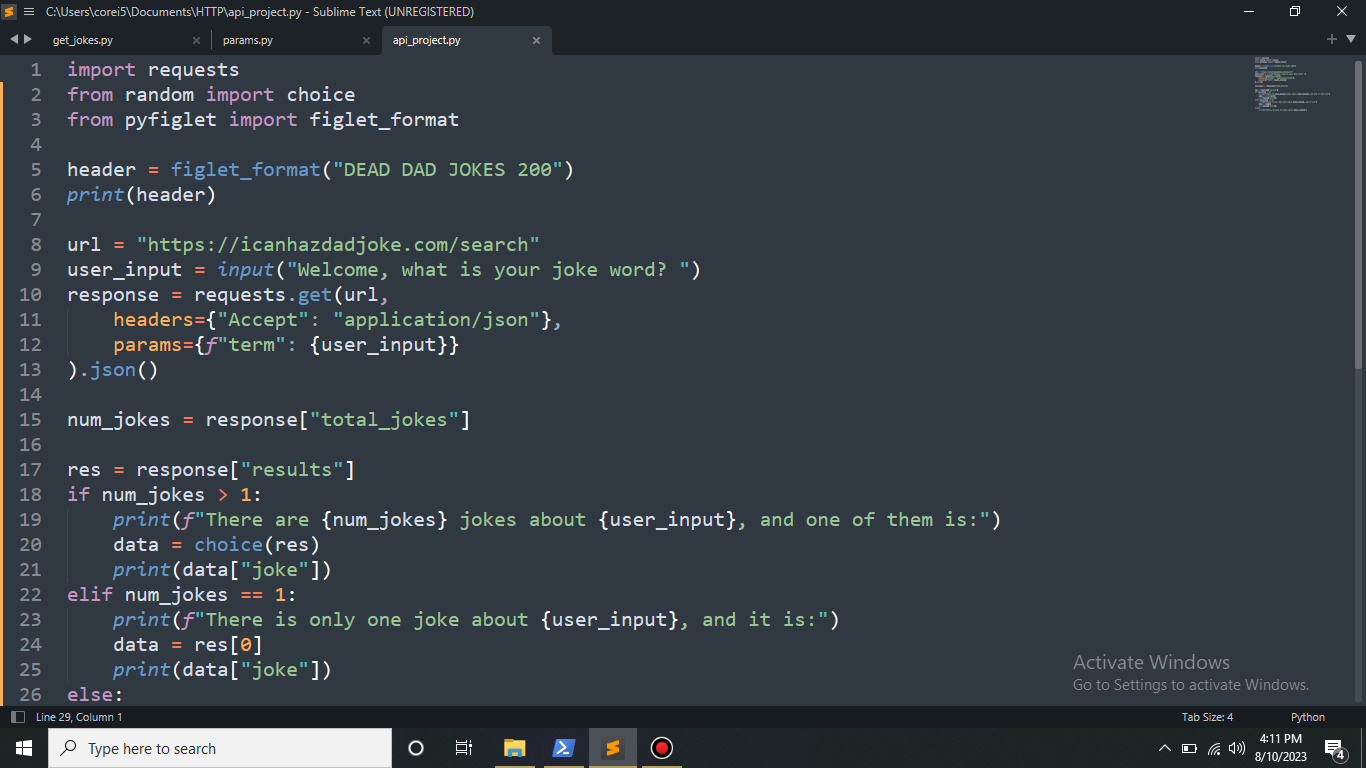 C:\Users\corei5\Documents\HTTP\api_project.py - Sublime Text (UNREGISTERED)
get_jokes.py params.py api_project.py
1 import requests
2 from random import choice
3 from pyfiglet import figlet_format
4
5 header = figlet_format("DEAD DAD JOKES 200")
6 print(header)
7
8 url = "https://icanhazdadjoke.com/search"
9 user_input = input("Welcome, what is your joke word? ")
10 response = requests.get(url,
11     headers={"Accept": "application/json"},
12     params={f"term": {user_input}}
13 ).json()
14
15 num_jokes = response["total_jokes"]
16
17 res = response["results"]
18 if num_jokes > 1:
19     print(f"There are {num_jokes} jokes about {user_input}, and one of them is:")
20     data = choice(res)
21     print(data["joke"])
22 elif num_jokes == 1:
23     print(f"There is only one joke about {user_input}, and it is:")
24     data = res[0]
25     print(data["joke"])
26 else:
Activate Windows
Go to Settings to activate Windows.
Line 29, Column 1 Tab Size: 4 Python
Type here to search
4:11 PM
8/10/2023
4